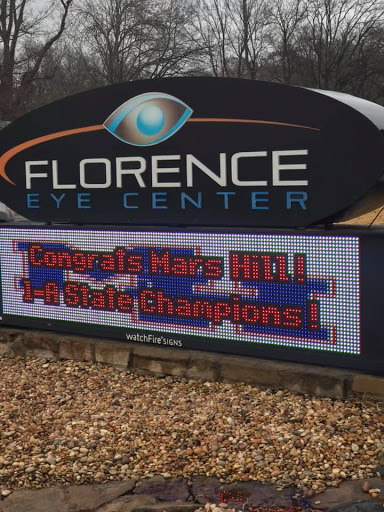 FLORENCE
EYE CENTER
Congrats Mars Hill!
1-A State Champions!
watchFire SIGNS